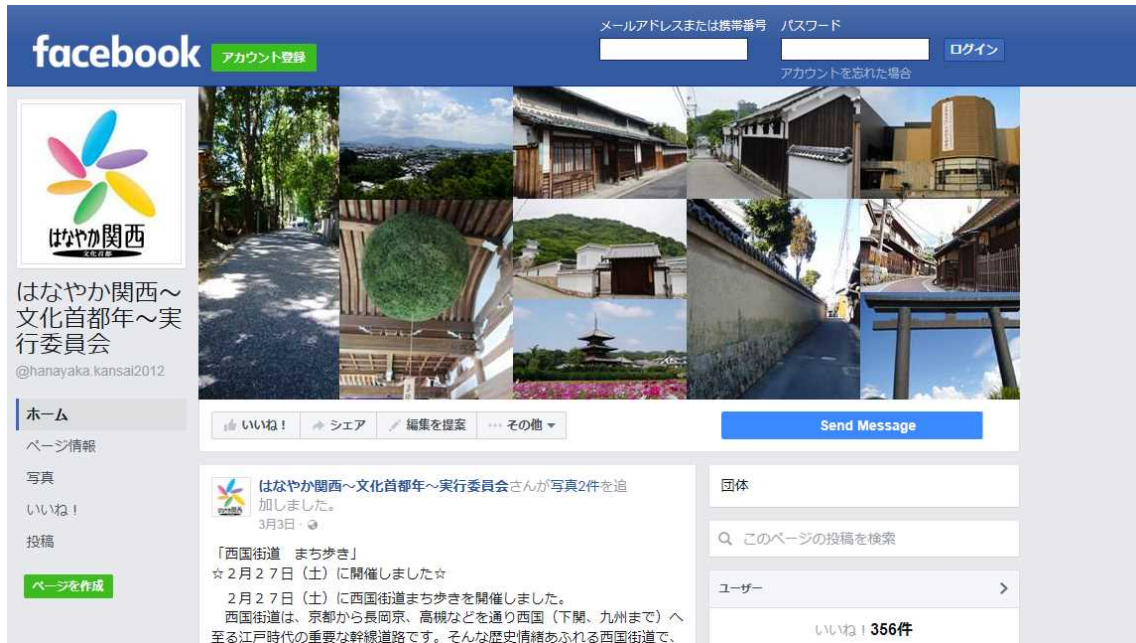 facebook
アカウント登録
メールアドレスまたは携帯番号
パスワード
ログイン
アカウントを忘れた場合
はなやか関西
文化首都
はなやか関西～
文化首都年～実
行委員会
@hanayaka.kansai2012
ホーム
ページ情報
写真
いいね！
投稿
ページを作成
いいね！
シェア
編集を提案
その他
Send Message
はなやか関西～文化首都年～実行委員会さんが写真2件を追
加しました。
3月3日
「西国街道　まち歩き」
☆２月２７日（土）に開催しました☆
２月２７日（土）に西国街道まち歩きを開催しました。
西国街道は、京都から長岡京、高槻などを通り西国（下関、九州まで）へ
至る江戸時代の重要な幹線道路です。そんな歴史情緒あふれる西国街道で、
団体
このページの投稿を検索
ユーザー
いいね！356件